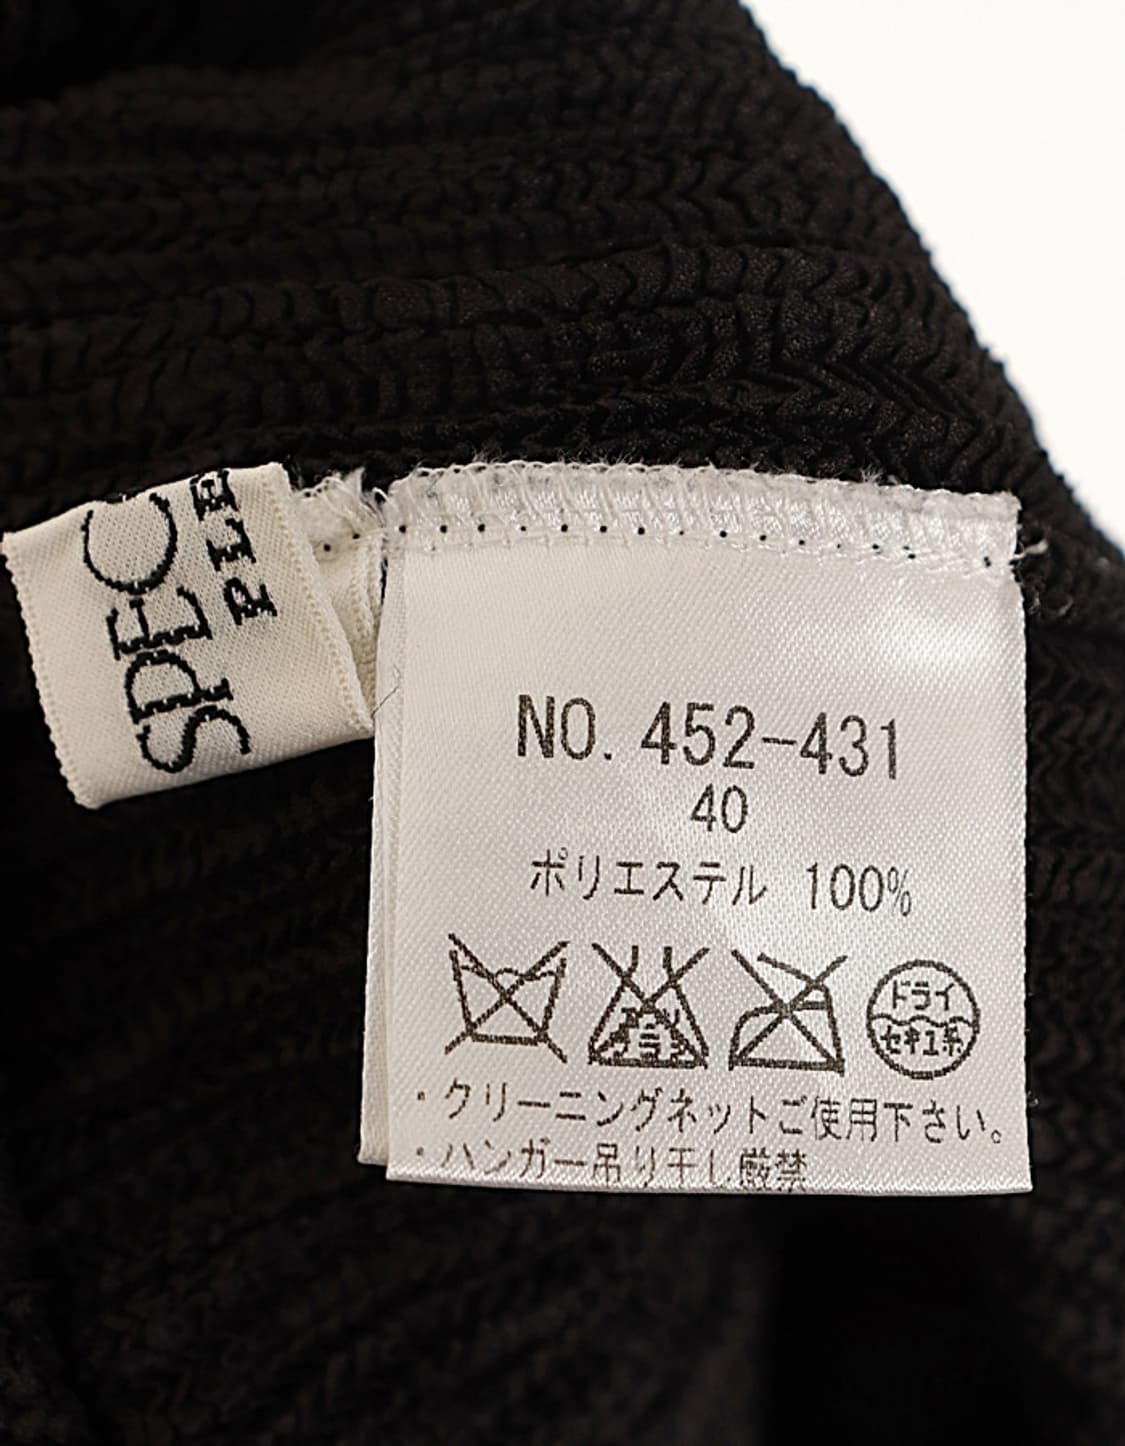 SPEC
PLE
NO. 452-431
40
ポリエステル 100%
ドライ
セキユ系
・クリーニングネットご使用下さい。
・ハンガー吊り干し厳禁